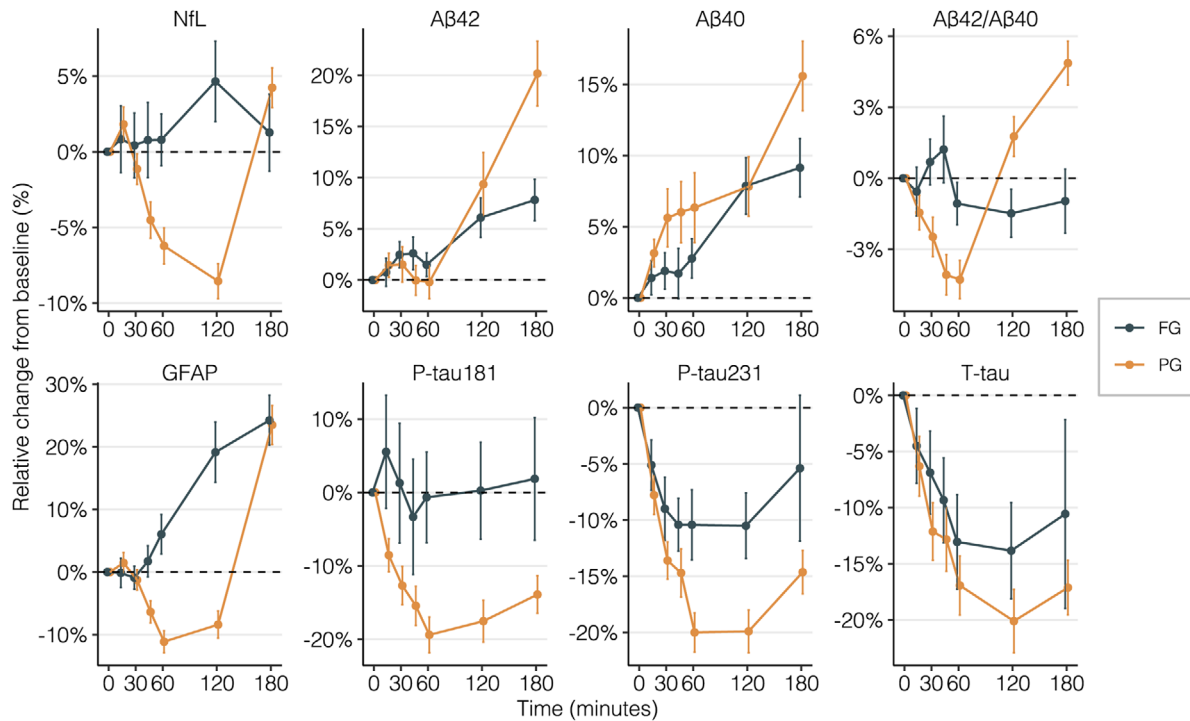 NfL
Aβ42
Aβ40
Aβ42/Aβ40
5%
0%
-5%
-10%
20%
15%
10%
5%
0%
15%
10%
5%
0%
6%
3%
0%
-3%
0 30 60 120 180
0 30 60 120 180
0 30 60 120 180
0 30 60 120 180
Relative change from baseline (%)
FG
PG
GFAP
P-tau181
P-tau231
T-tau
30%
20%
10%
0%
-10%
10%
0%
-10%
-20%
0%
-5%
-10%
-15%
-20%
0%
-5%
-10%
-15%
-20%
0 30 60 120 180
0 30 60 120 180
0 30 60 120 180
0 30 60 120 180
Time (minutes)